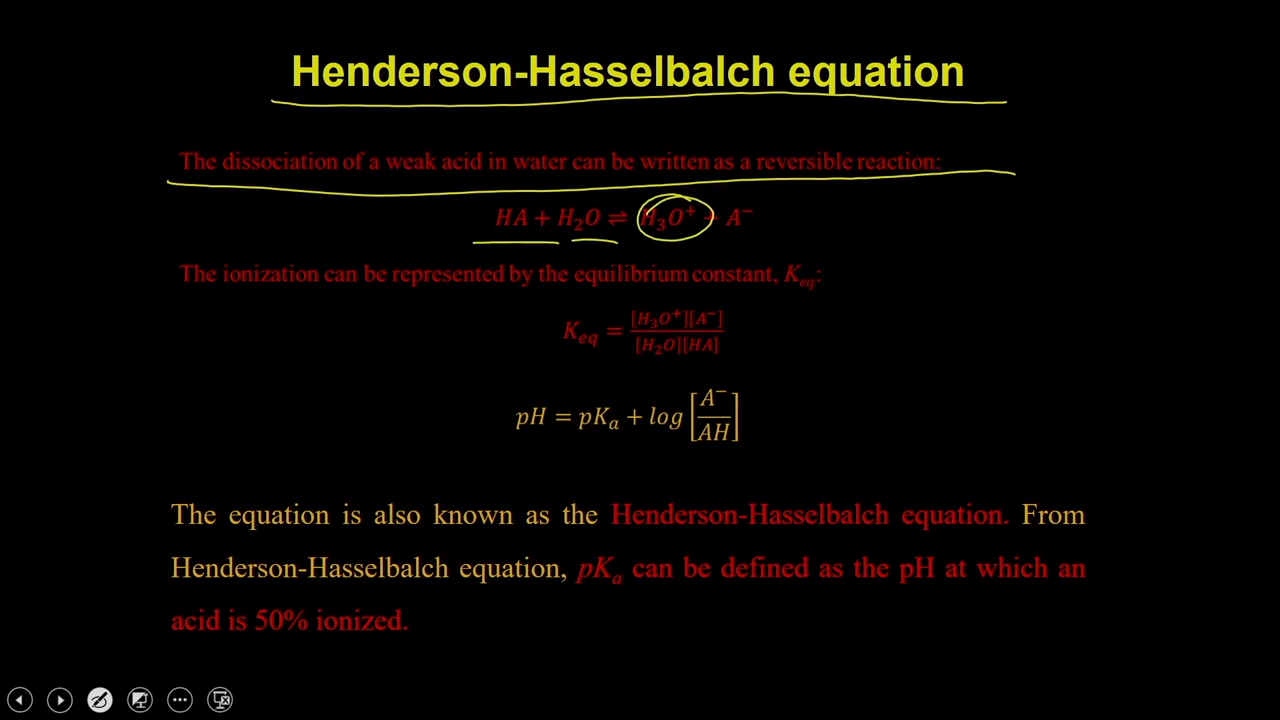 Henderson-Hasselbalch equation
The dissociation of a weak acid in water can be written as a reversible reaction:
HA + H₂O ⇌ H₃O⁺ + A⁻
The ionization can be represented by the equilibrium constant, K_eq:
K_eq = [H₃O⁺][A⁻] / [H₂O][HA]
pH = pKₐ + log [A⁻ / AH]
The equation is also known as the Henderson-Hasselbalch equation. From
Henderson-Hasselbalch equation, pKₐ can be defined as the pH at which an
acid is 50% ionized.